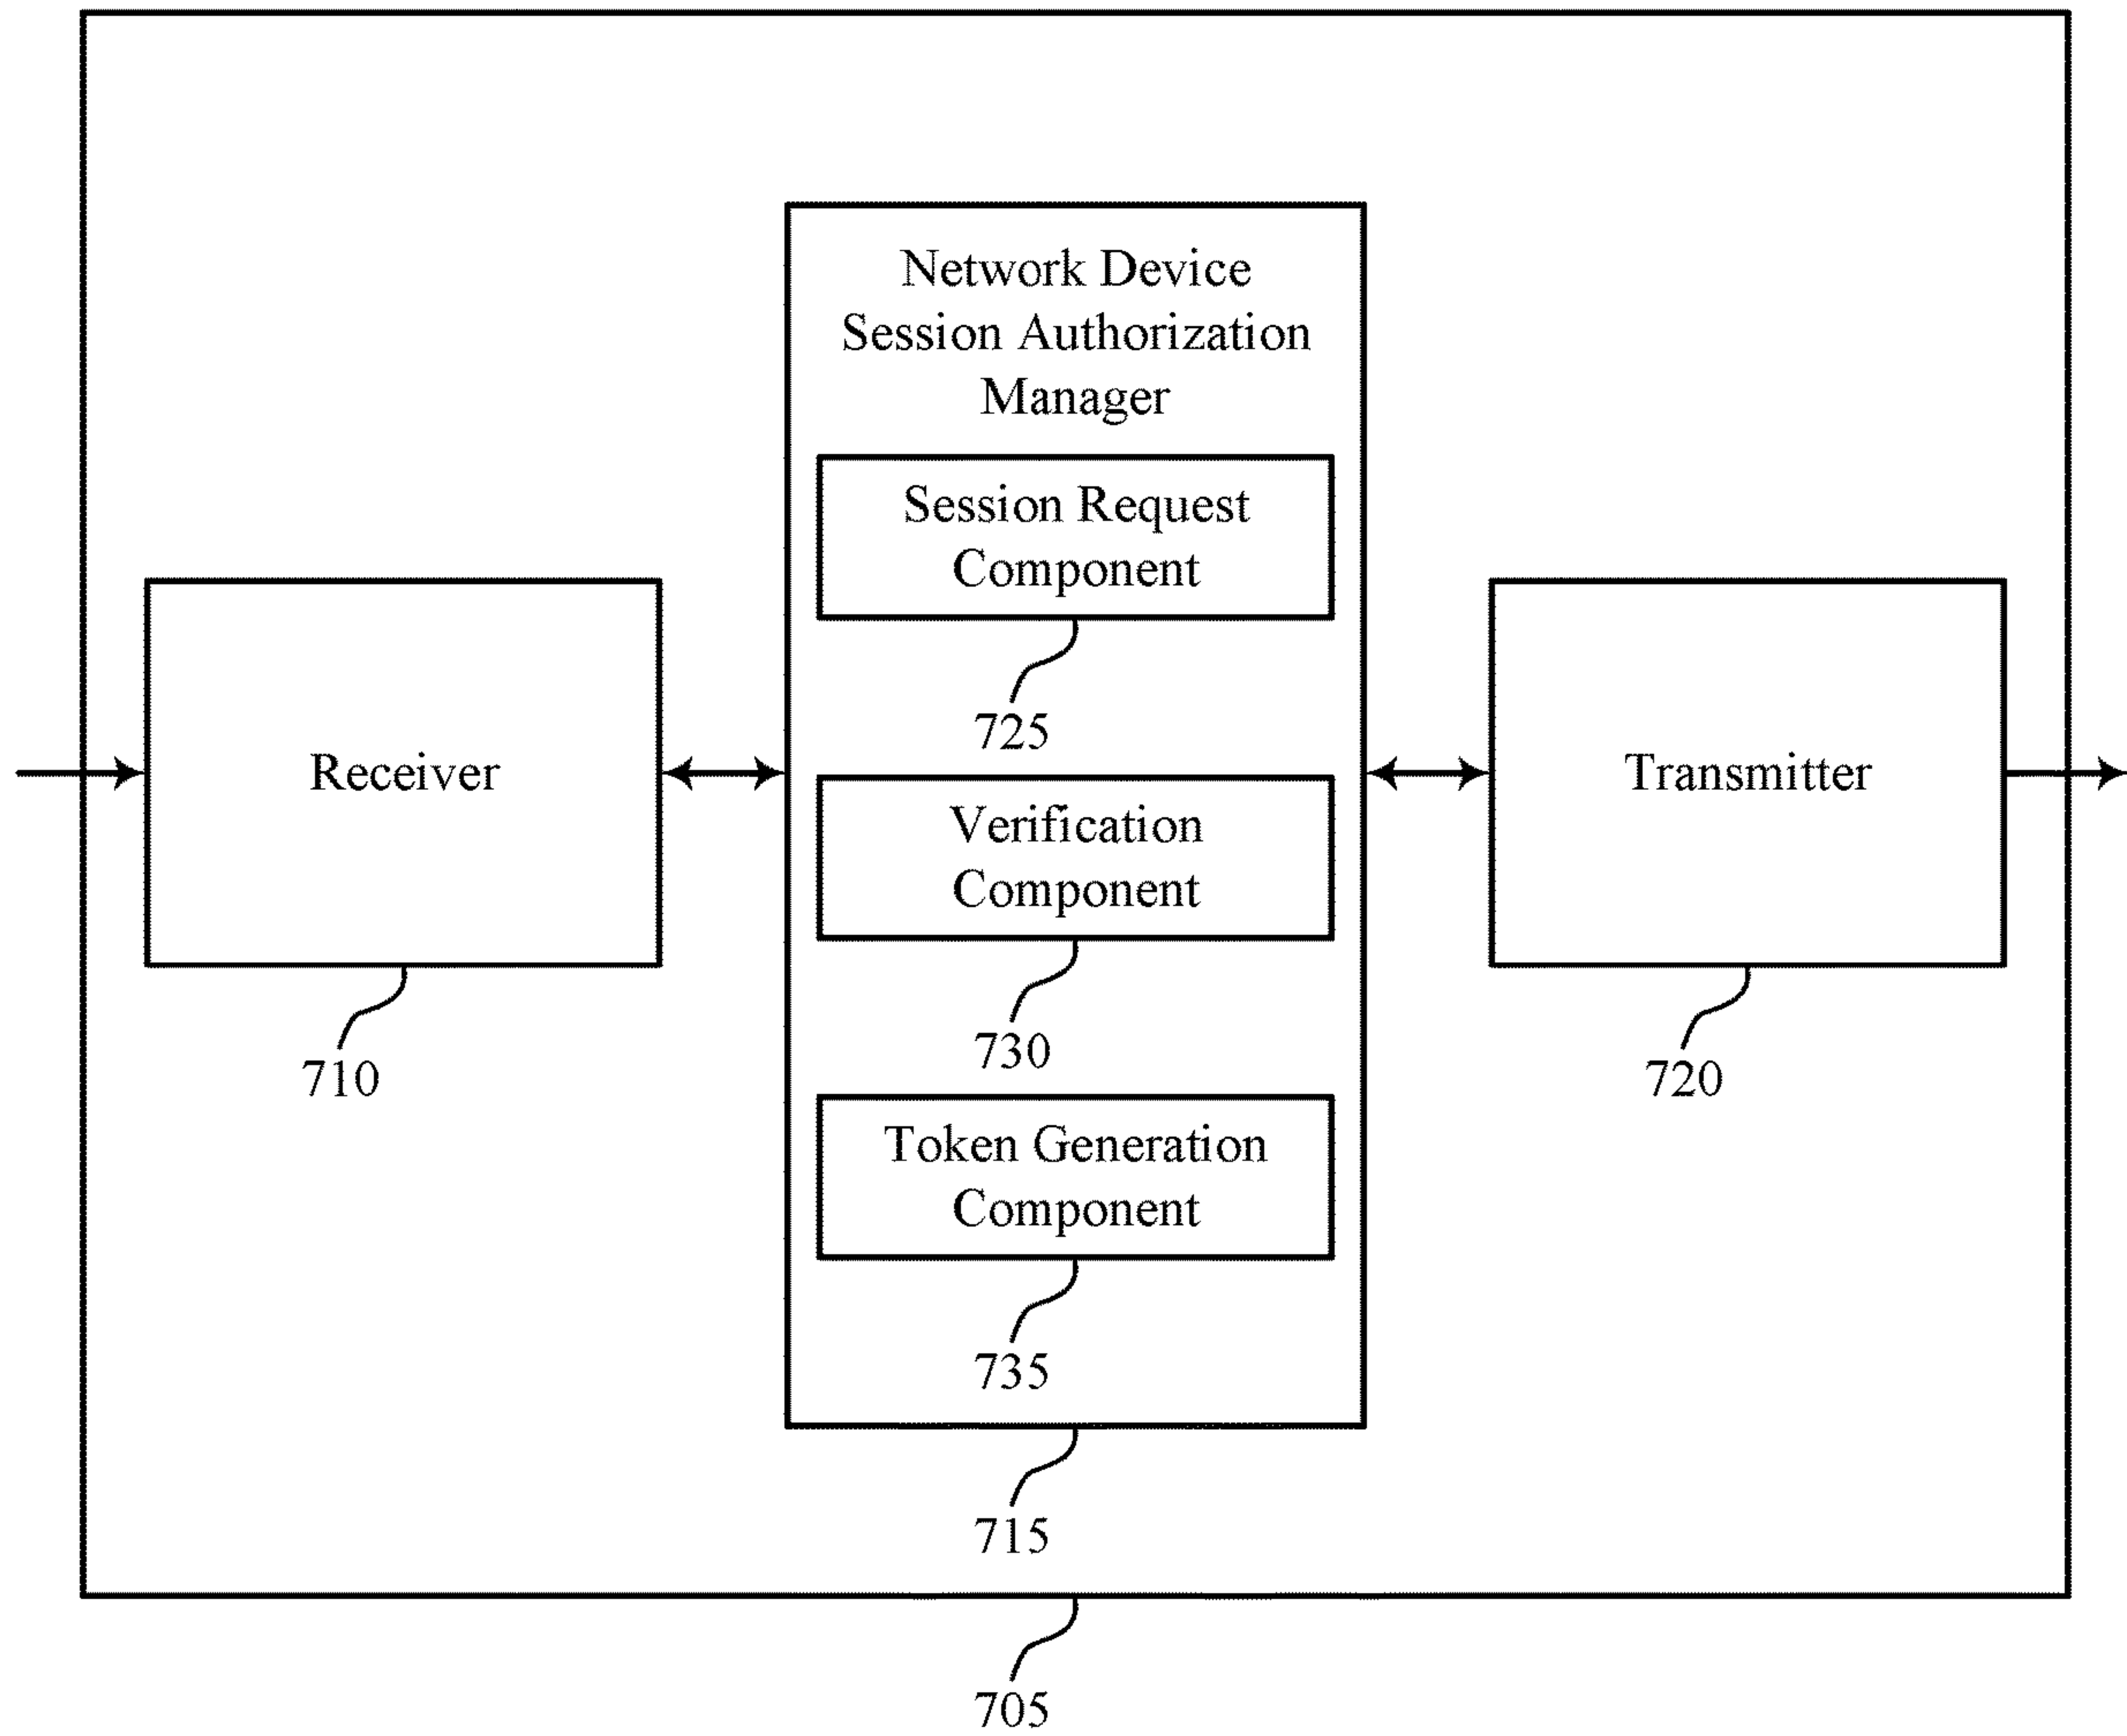 Network Device
Session Authorization
Manager
Session Request
Component
725
Receiver
710
Verification
Component
730
Transmitter
720
Token Generation
Component
735
715
705